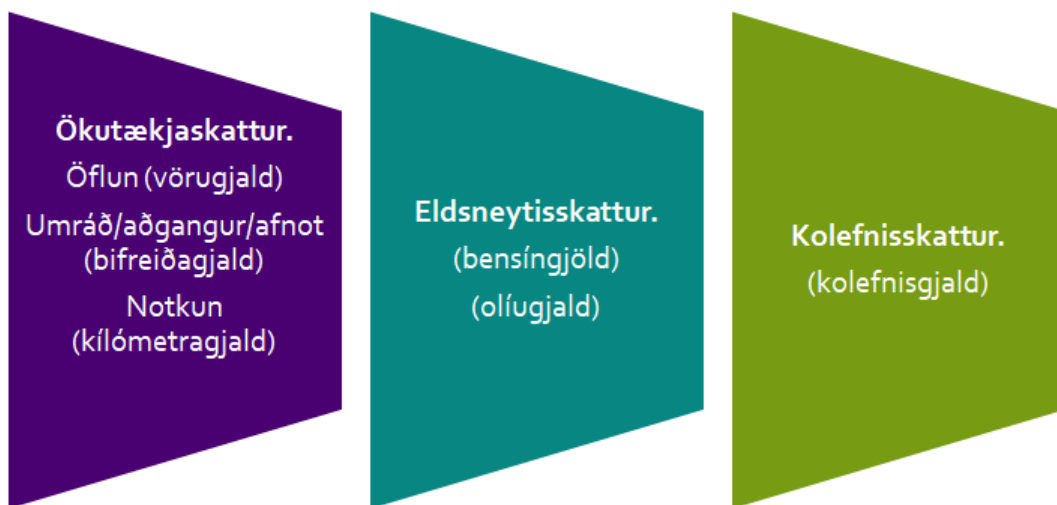 Ökutækjaskattur.
Öflun (vörugjald)
Umráð/aðgangur/afnot
(bifreiðagjald)
Notkun
(kílómetragjald)
Eldsneytisskattur.
(bensíngjöld)
(olíugjald)
Kolefnisskattur.
(kolefnisgjald)